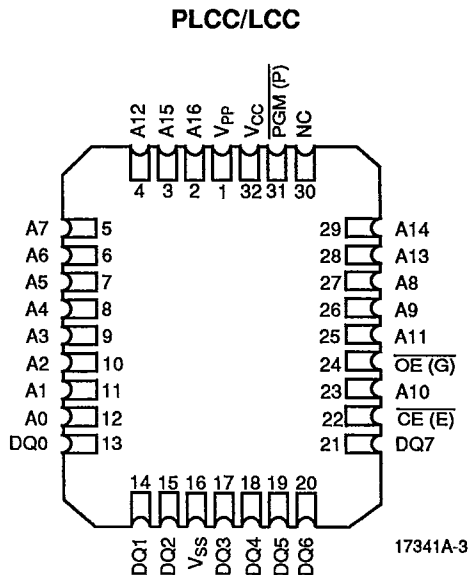 PLCC/LCC
A12 A15 A16 VPP VCC PGM (P) NC
4 3 2 1 32 31 30
A7 5 29 A14
A6 6 28 A13
A5 7 27 A8
A4 8 26 A9
A3 9 25 A11
A2 10 24 OE (G)
A1 11 23 A10
A0 12 22 CE (E)
DQ0 13 21 DQ7
14 15 16 17 18 19 20
DQ1 DQ2 VSS DQ3 DQ4 DQ5 DQ6
17341A-3